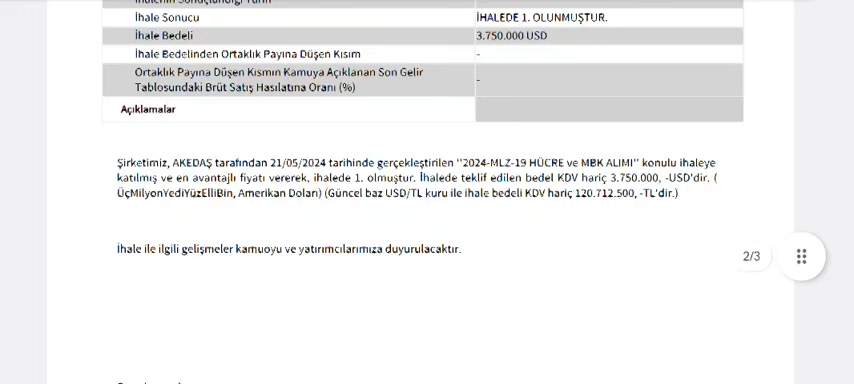 İhale Sonucu İHALEDE 1. OLUNMUŞTUR.
İhale Bedeli 3.750.000 USD
İhale Bedelinden Ortaklık Payına Düşen Kısım -
Ortaklık Payına Düşen Kısmın Kamuya Açıklanan Son Gelir
Tablosundaki Brüt Satış Hasılatına Oranı (%) -
Açıklamalar
Şirketimiz, AKEDAŞ tarafından 21/05/2024 tarihinde gerçekleştirilen "2024-MLZ-19 HÜCRE ve MBK ALIMI" konulu ihaleye
katılmış ve en avantajlı fiyatı vererek, ihalede 1. olmuştur. İhalede teklif edilen bedel KDV hariç 3.750.000, -USD'dir. (
ÜçMilyonYediYüzElliBin, Amerikan Doları) (Güncel baz USD/TL kuru ile ihale bedeli KDV hariç 120.712.500, -TL'dir.)
İhale ile ilgili gelişmeler kamuoyu ve yatırımcılarımıza duyurulacaktır.
2/3